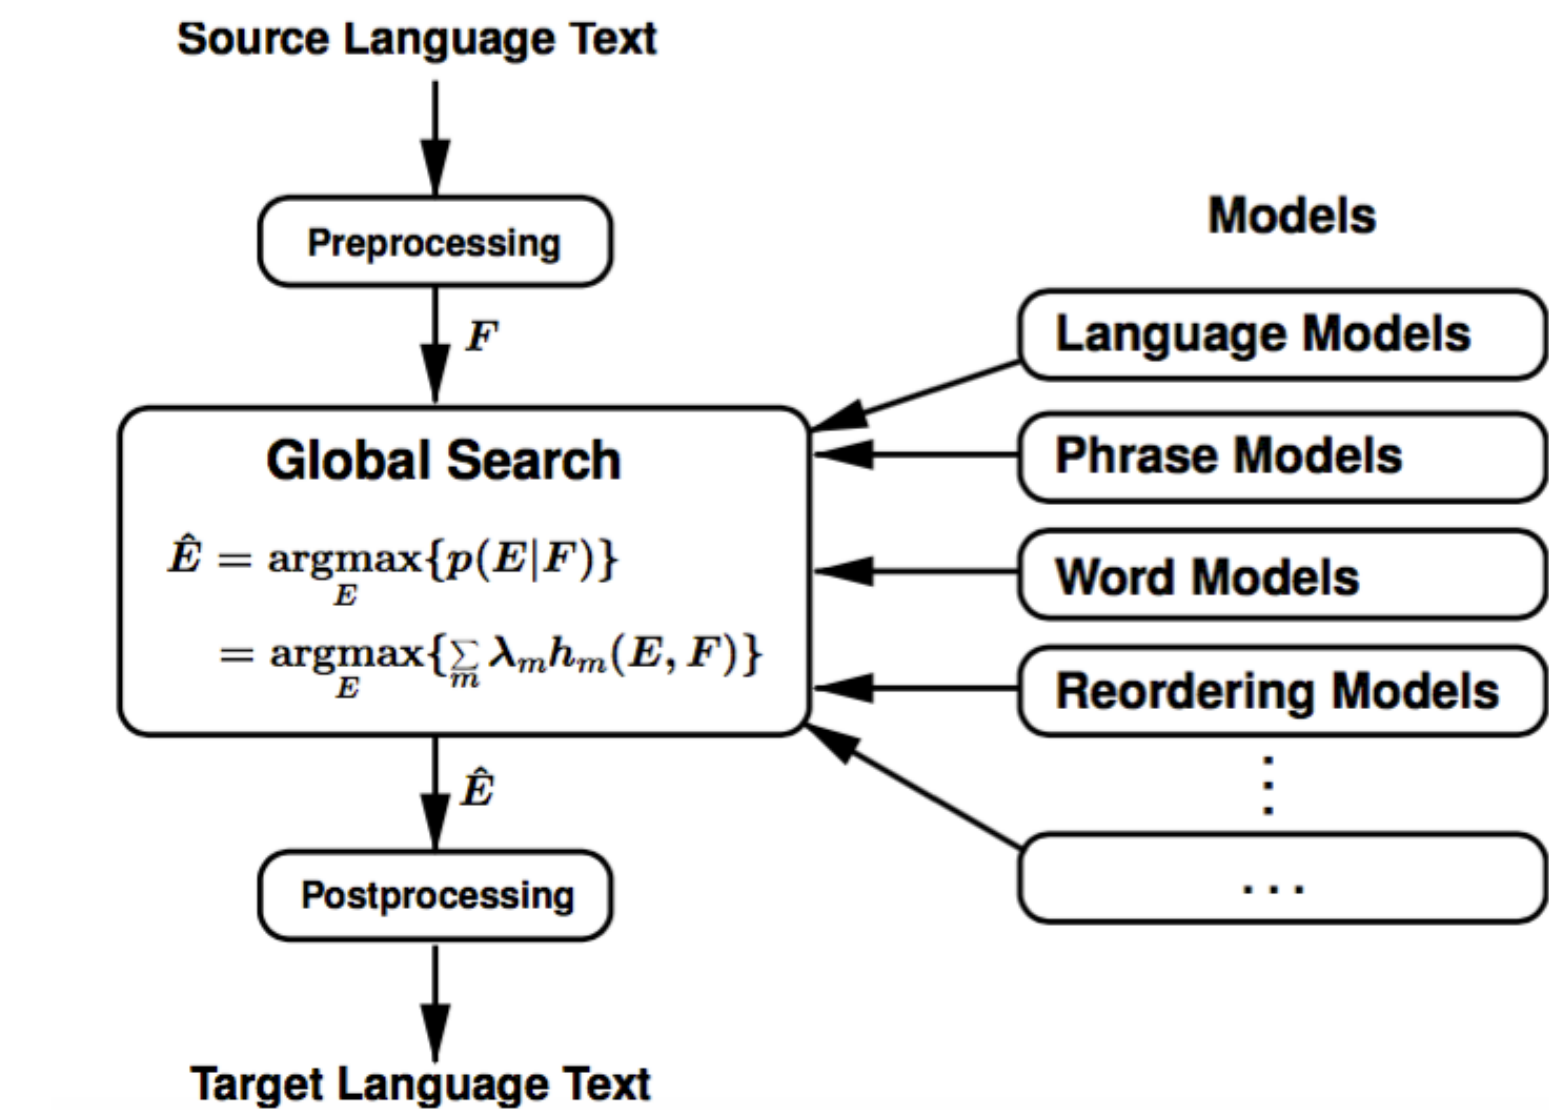 Source Language Text
Preprocessing
F
Global Search
Ê = argmax{p(E|F)}
E
= argmax{∑ λₘhₘ(E, F)}
E m
Ê
Postprocessing
Target Language Text
Models
Language Models
Phrase Models
Word Models
Reordering Models
⋮
. . .